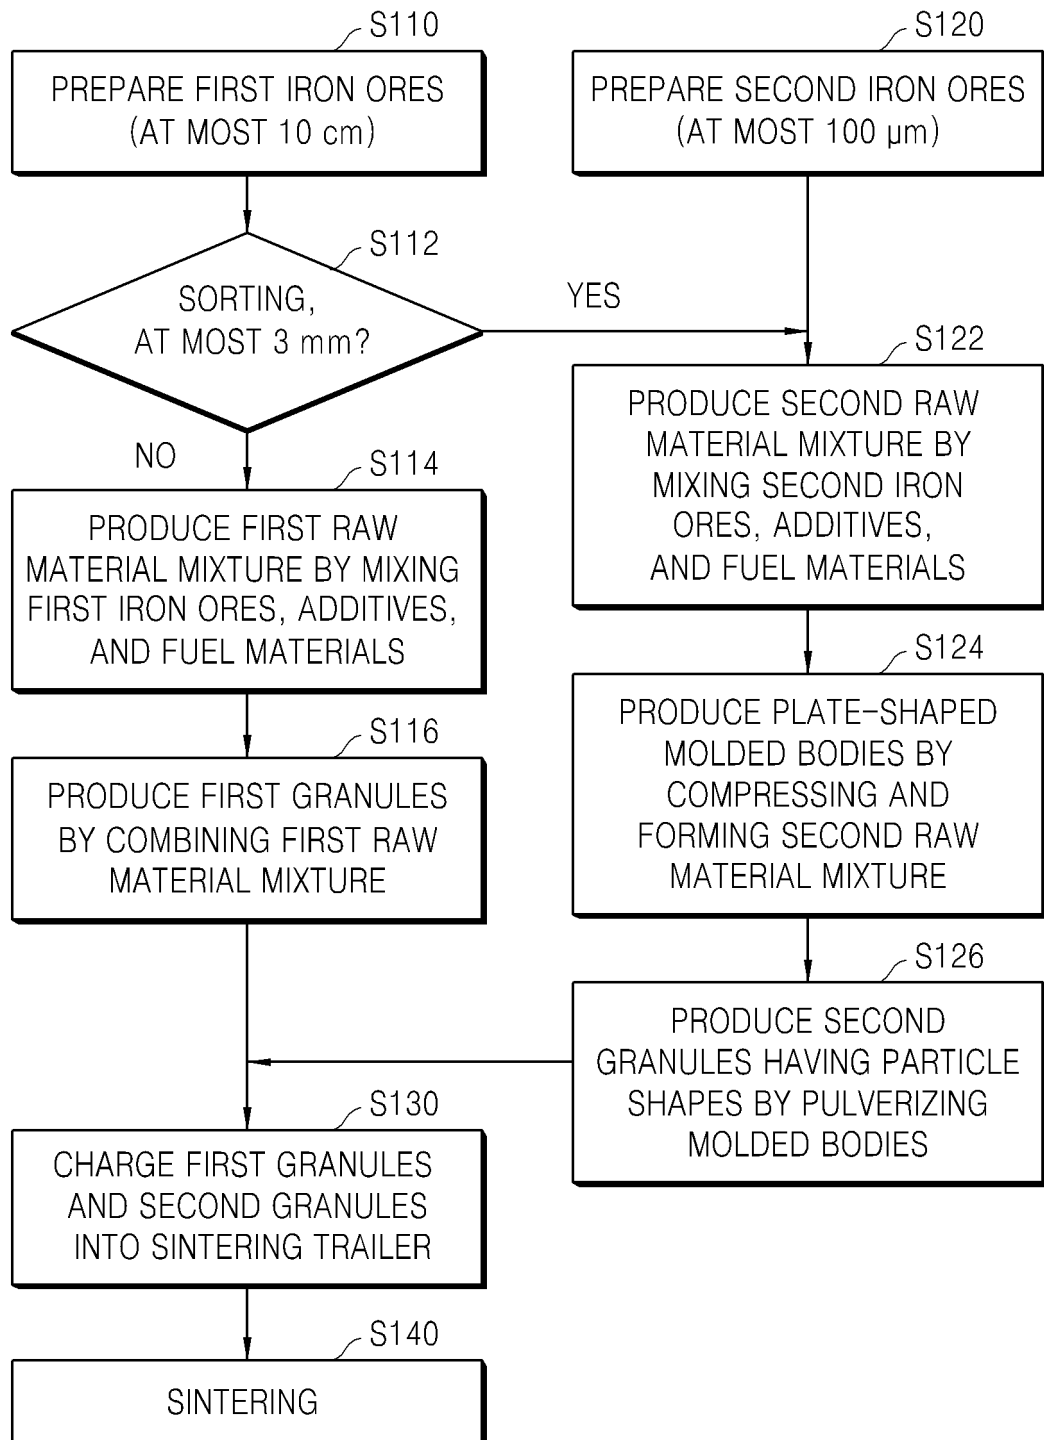 S110
PREPARE FIRST IRON ORES
(AT MOST 10 cm)
S120
PREPARE SECOND IRON ORES
(AT MOST 100 μm)
S112
SORTING,
AT MOST 3 mm?
YES
NO
S114
PRODUCE FIRST RAW
MATERIAL MIXTURE BY MIXING
FIRST IRON ORES, ADDITIVES,
AND FUEL MATERIALS
S122
PRODUCE SECOND RAW
MATERIAL MIXTURE BY
MIXING SECOND IRON
ORES, ADDITIVES,
AND FUEL MATERIALS
S116
PRODUCE FIRST GRANULES
BY COMBINING FIRST RAW
MATERIAL MIXTURE
S124
PRODUCE PLATE-SHAPED
MOLDED BODIES BY
COMPRESSING AND
FORMING SECOND RAW
MATERIAL MIXTURE
S126
PRODUCE SECOND
GRANULES HAVING PARTICLE
SHAPES BY PULVERIZING
MOLDED BODIES
S130
CHARGE FIRST GRANULES
AND SECOND GRANULES
INTO SINTERING TRAILER
S140
SINTERING